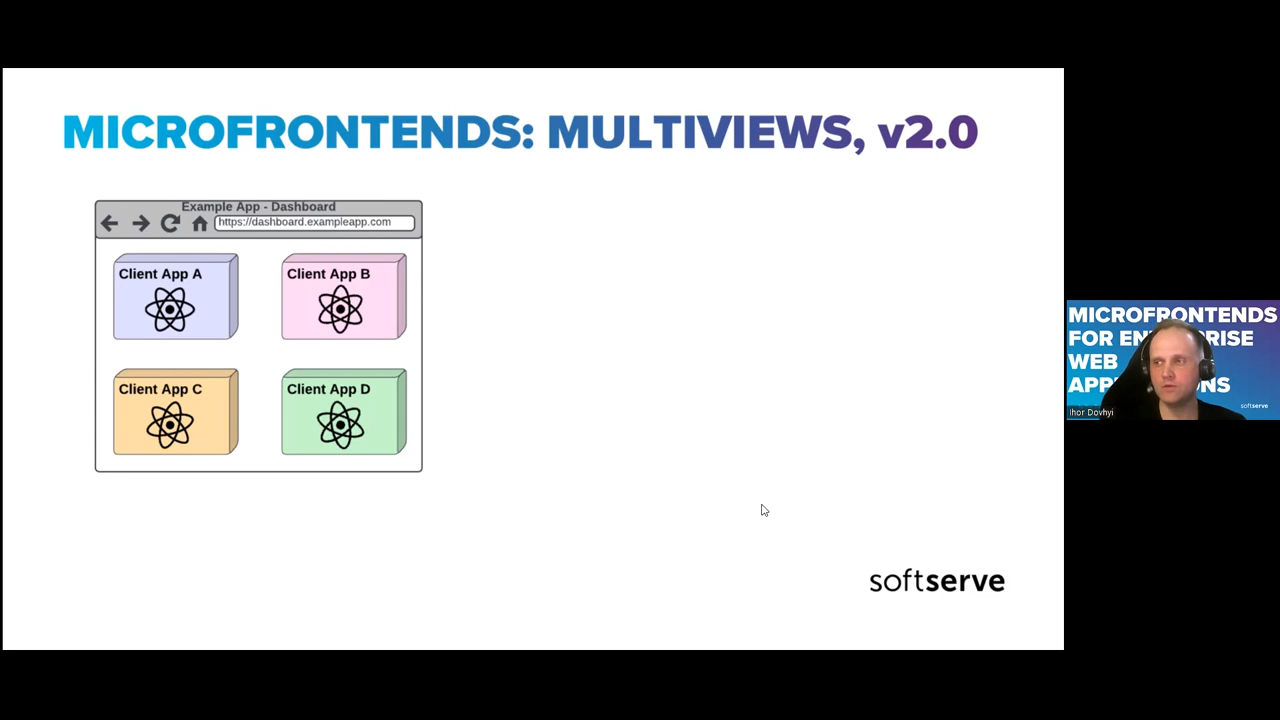 MICROFRONTENDS: MULTIVIEWS, v2.0
Example App - Dashboard
https://dashboard.exampleapp.com
Client App A
Client App B
Client App C
Client App D
softserve
MICROFRONTENDS
FOR EN RISE
WEB
APP NS
softserve
Ihor Dovhyi